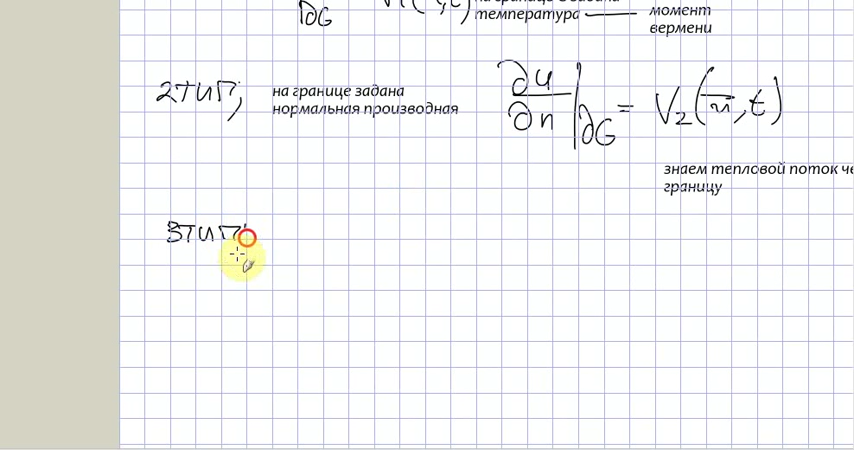 ∂G
температура
момент
вермени
2ТИП;
на границе задана
нормальная производная
∂u/∂n|∂G = V₂(
, t)
знаем тепловой поток че
границу
3ТИП